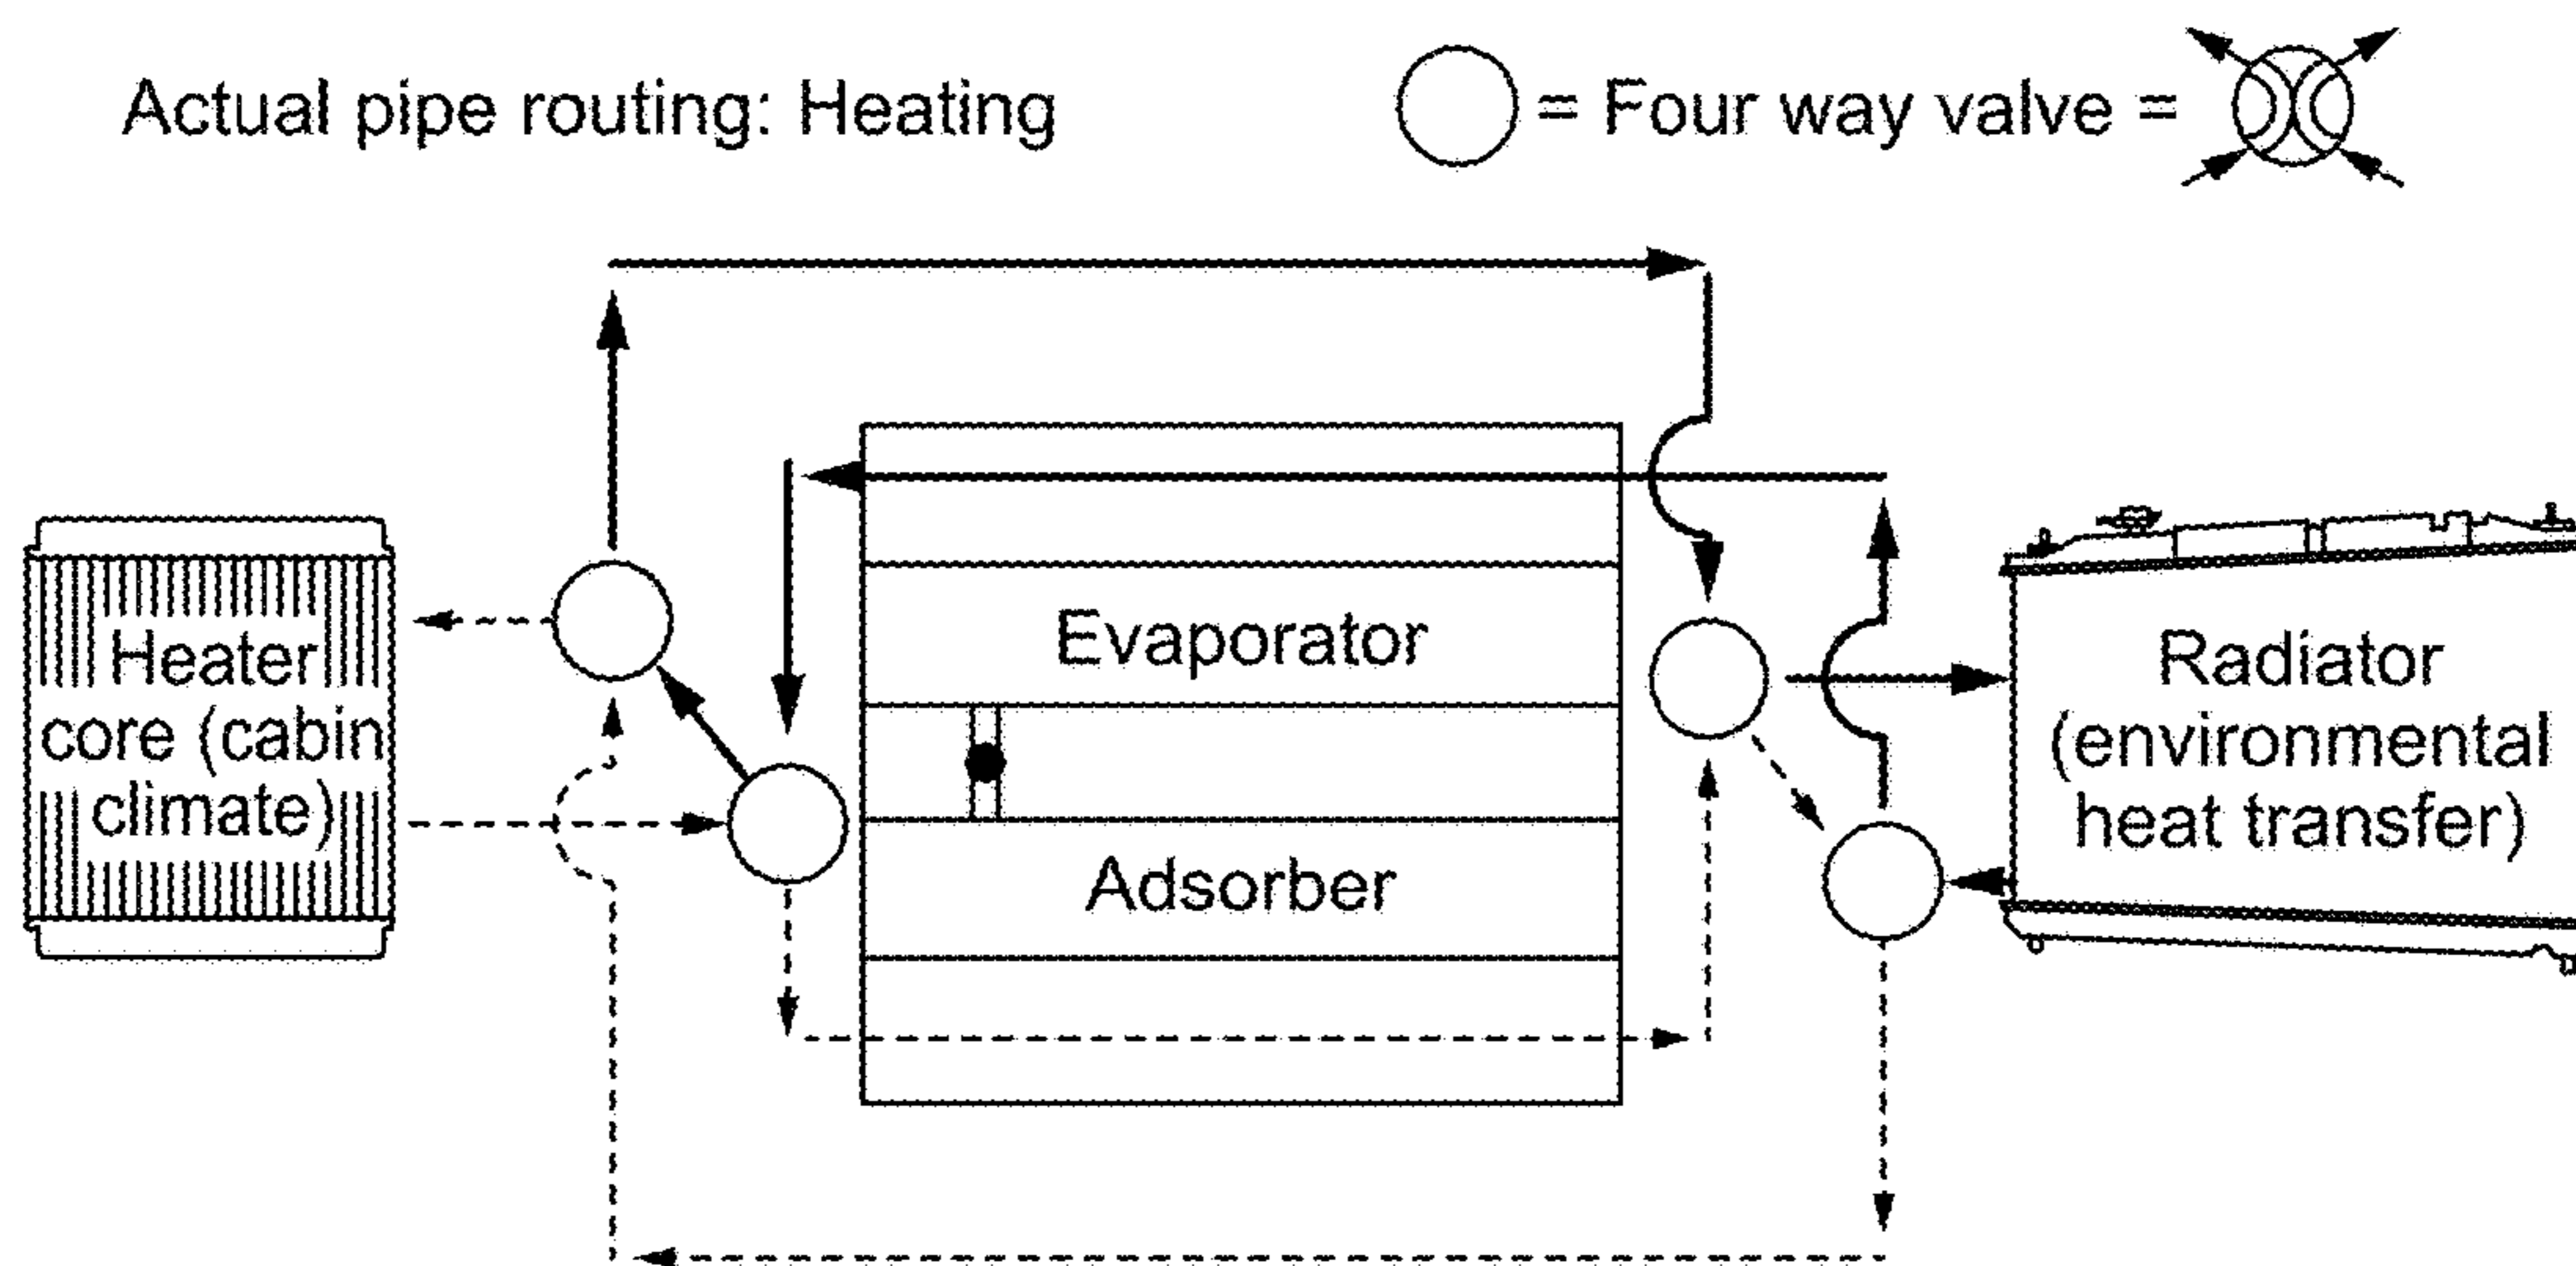 Actual pipe routing: Heating
= Four way valve =
Heater
core (cabin
climate)
Evaporator
Adsorber
Radiator
(environmental
heat transfer)